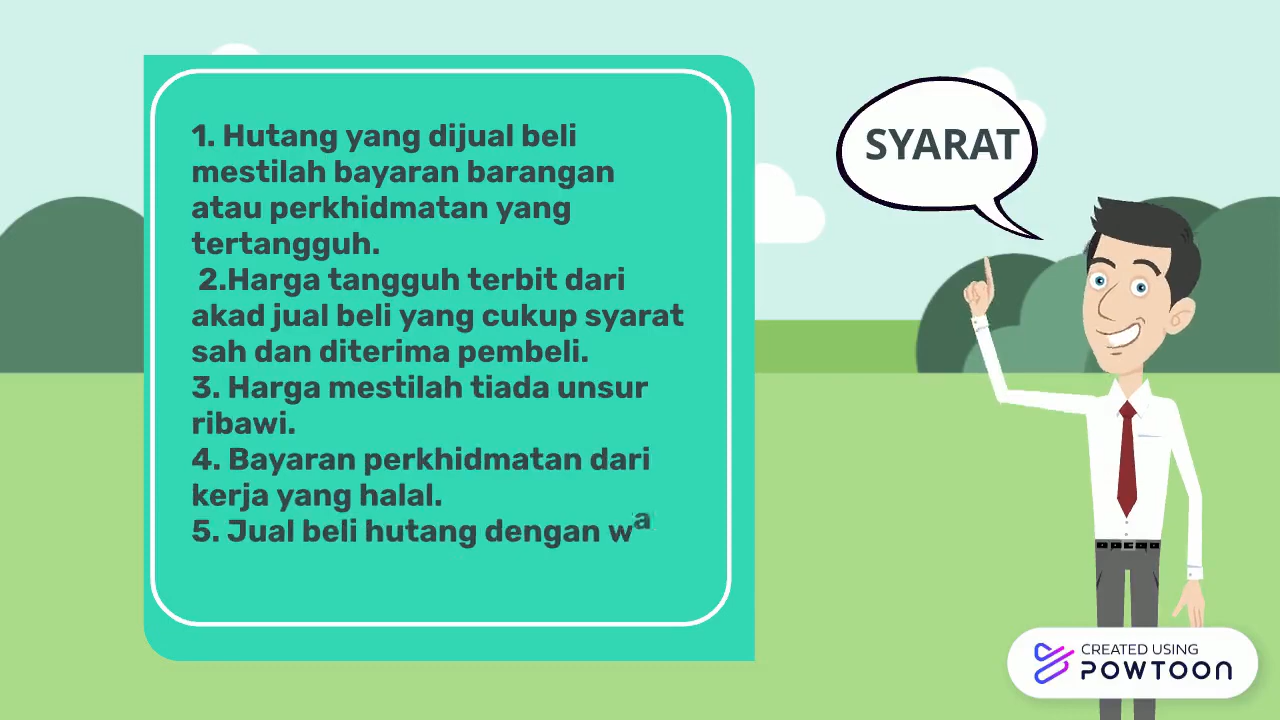 1. Hutang yang dijual beli
mestilah bayaran barangan
atau perkhidmatan yang
tertangguh.
2.Harga tangguh terbit dari
akad jual beli yang cukup syarat
sah dan diterima pembeli.
3. Harga mestilah tiada unsur
ribawi.
4. Bayaran perkhidmatan dari
kerja yang halal.
5. Jual beli hutang dengan wa
SYARAT
CREATED USING
POWTOON